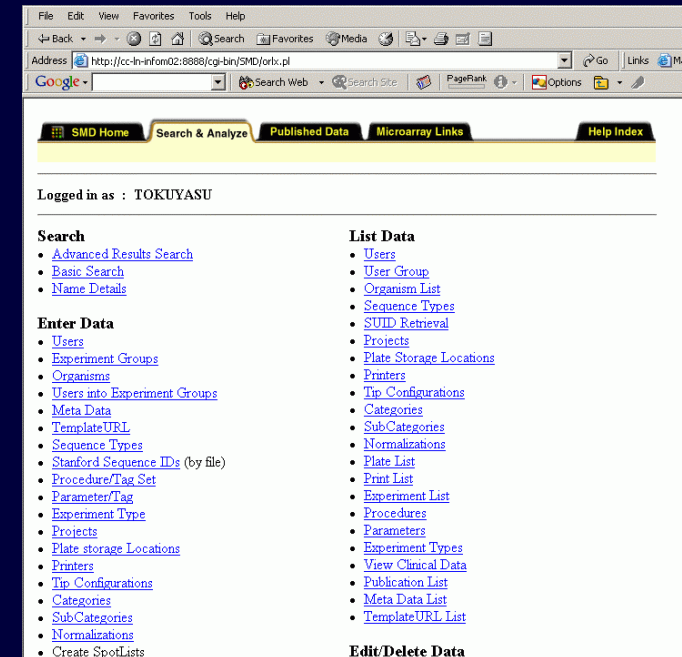 File Edit View Favorites Tools Help
Back Search Favorites Media
Address http://cc-ln-infom02:8888/cgi-bin/SMD/orlx.pl Go Links
Google Search Web Search Site PageRank Options
SMD Home Search & Analyze Published Data Microarray Links Help Index
Logged in as : TOKUYASU
Search
Advanced Results Search
Basic Search
Name Details
Enter Data
Users
Experiment Groups
Organisms
Users into Experiment Groups
Meta Data
TemplateURL
Sequence Types
Stanford Sequence IDs (by file)
Procedure/Tag Set
Parameter/Tag
Experiment Type
Projects
Plate storage Locations
Printers
Tip Configurations
Categories
SubCategories
Normalizations
Create SpotLists
List Data
Users
User Group
Organism List
Sequence Types
SUID Retrieval
Projects
Plate Storage Locations
Printers
Tip Configurations
Categories
SubCategories
Normalizations
Plate List
Print List
Experiment List
Procedures
Parameters
Experiment Types
View Clinical Data
Publication List
Meta Data List
TemplateURL List
Edit/Delete Data